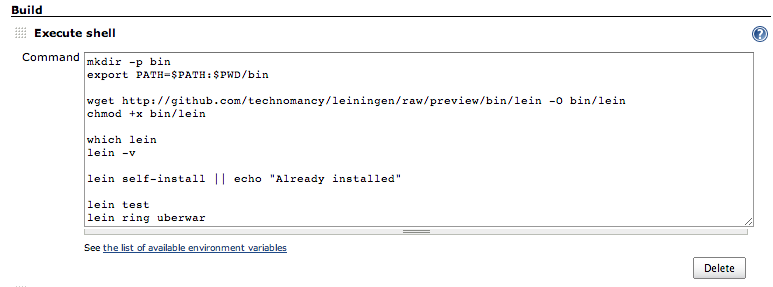 Build
Execute shell
Command
mkdir -p bin
export PATH=$PATH:$PWD/bin
wget http://github.com/technomancy/leiningen/raw/preview/bin/lein -O bin/lein
chmod +x bin/lein
which lein
lein -v
lein self-install || echo "Already installed"
lein test
lein ring uberwar
See the list of available environment variables
Delete